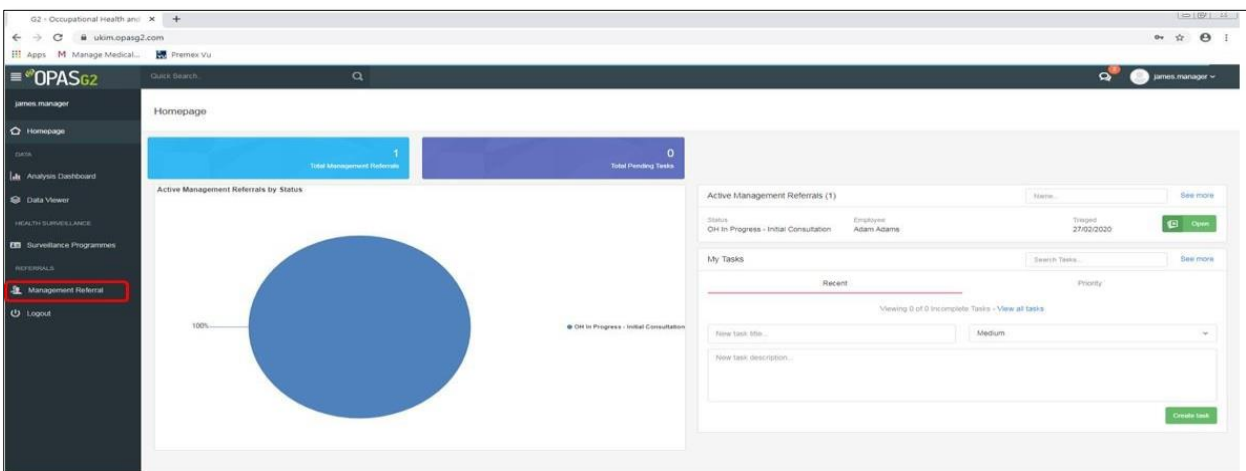 G2 - Occupational Health and
ukim.opasg2.com
Apps Manage Medical... Premex Vu
OPASG2 Quick Search... james.manager
james.manager
Homepage
Homepage
DATA
Analysis Dashboard
Data Viewer
HEALTH SURVEILLANCE
Surveillance Programmes
REFERRALS
Management Referral
Logout
1
Total Management Referrals
0
Total Pending Tasks
Active Management Referrals by Status
100%
OH In Progress - Initial Consultation
Active Management Referrals (1) Name... See more
Status Employee Triaged
OH In Progress - Initial Consultation Adam Adams 27/02/2020 Open
My Tasks Search Tasks... See more
Recent Priority
Viewing 0 of 0 Incomplete Tasks - View all tasks
New task title... Medium
New task description...
Create task